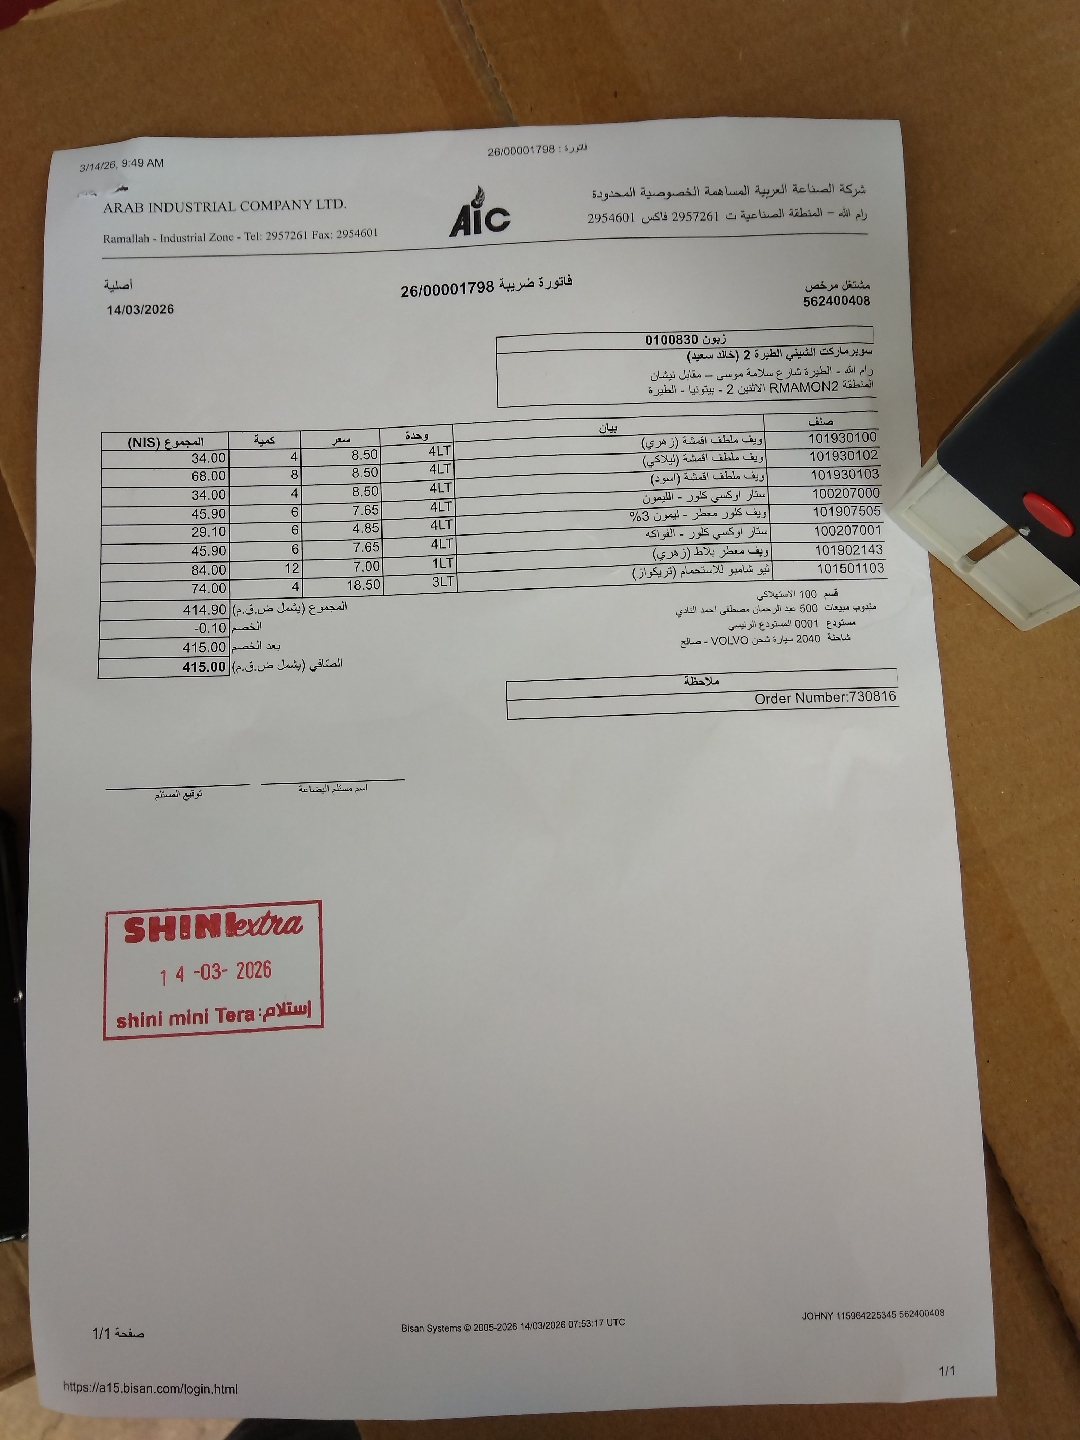 3/14/26, 9:49 AM
فاتورة : 26/00001798
ARAB INDUSTRIAL COMPANY LTD.
Ramallah - Industrial Zone - Tel: 2957261 Fax: 2954601
AIC
شركة الصناعة العربية المساهمة الخصوصية المحدودة
رام الله - المنطقة الصناعية ت 2957261 فاكس 2954601
أصلية
14/03/2026
فاتورة ضريبة 26/00001798
مشتغل مرخص
562400408
زبون 0100830
سوبرماركت الشيني الطيرة 2 (خالد سعيد)
رام الله - الطيرة شارع سلامة موسى – مقابل نيشان
المنطقة RMAMON2 الاثنين 2 - بيتونيا - الطيرة
صنف بيان وحدة سعر كمية المجموع (NIS)
101930100 ويف ملطف اقمشة (زهري) 4LT 8.50 4 34.00
101930102 ويف ملطف اقمشة (ليلاكي) 4LT 8.50 8 68.00
101930103 ويف ملطف اقمشة (اسود) 4LT 8.50 4 34.00
100207000 ستار اوكسي كلور - الليمون 4LT 7.65 6 45.90
101907505 ويف كلور معطر - ليمون 3% 4LT 4.85 6 29.10
100207001 ستار اوكسي كلور - الفواكه 4LT 7.65 6 45.90
101902143 ويف معطر بلاط (زهري) 1LT 7.00 12 84.00
101501103 نيو شامبو للاستحمام (تريكواز) 3LT 18.50 4 74.00
المجموع (يشمل ض.ق.م) 414.90
الخصم -0.10
بعد الخصم 415.00
الصافي (يشمل ض.ق.م) 415.00
قسم 100 الاستهلاكي
مندوب مبيعات 500 عبد الرحمان مصطفى احمد النادي
مستودع 0001 المستودع الرئيسي
شاحنة 2040 سيارة شحن VOLVO - صالح
ملاحظة
Order Number:730816
اسم مستلم البضاعة
توقيع المستلم
SHINI extra
14 -03- 2026
shini mini Tera :إستلام
صفحة 1/1
Bisan Systems © 2005-2026 14/03/2026 07:53:17 UTC
JOHNY 115964225345 562400408
https://a15.bisan.com/login.html
1/1